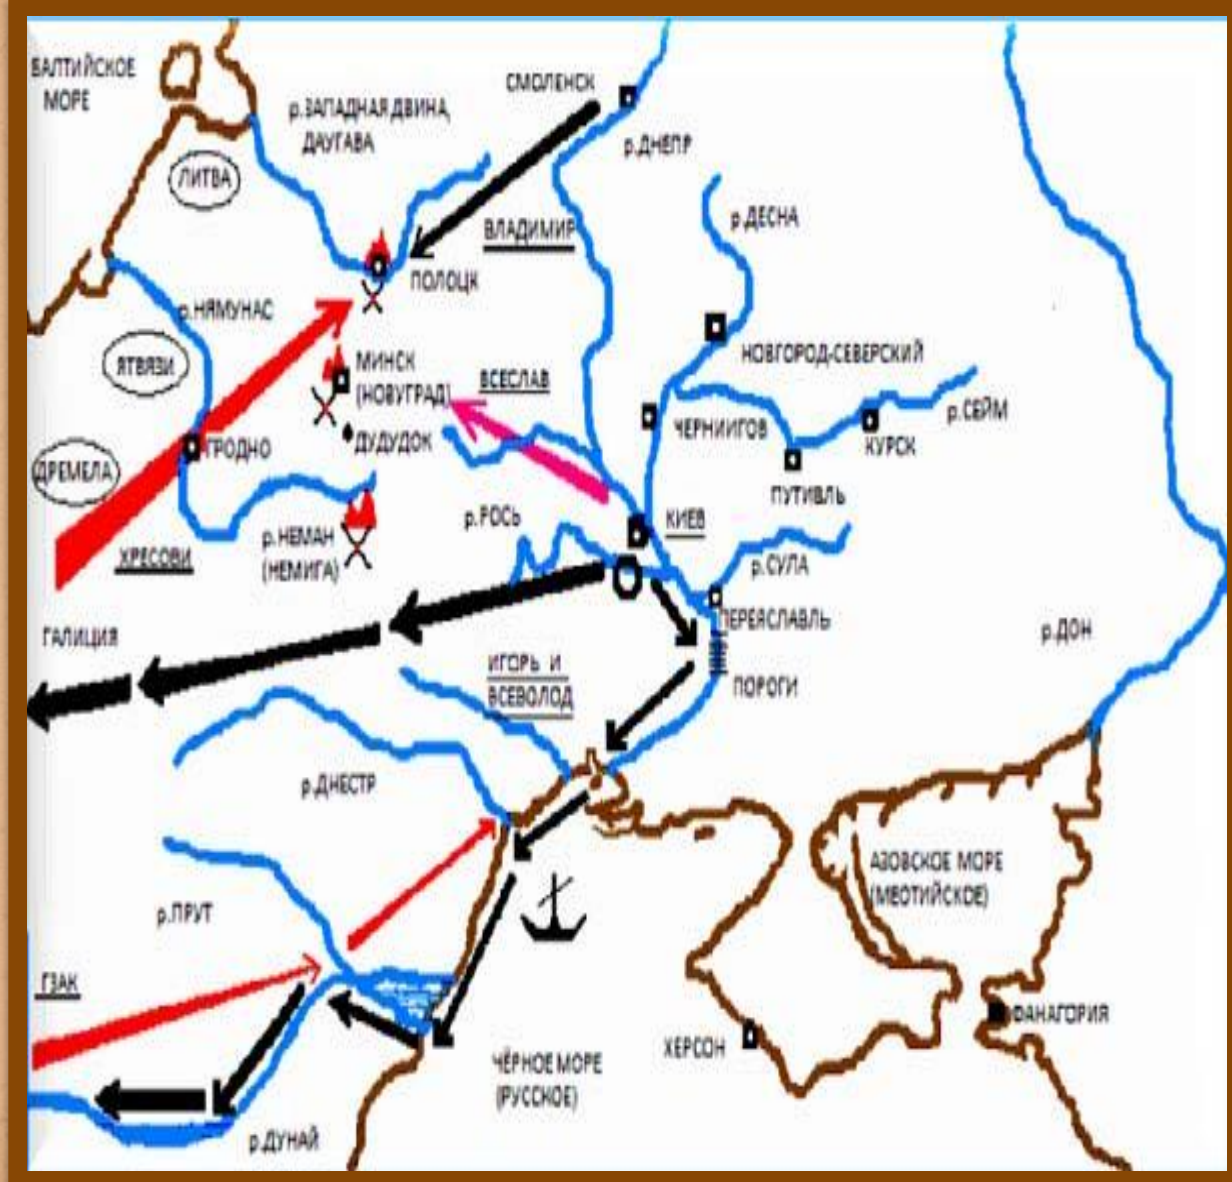 БАЛТИЙСКОЕ
МОРЕ
СМОЛЕНСК
р.ЗАПАДНАЯ ДВИНА,
ДАУГАВА
р.ДНЕПР
ЛИТВА
р.ДЕСНА
ВЛАДИМИР
ПОЛОЦК
р.НЯМУНАС
НОВГОРОД-СЕВЕРСКИЙ
ЯТВЯЗИ
МИНСК
(НОВУГРАД)
ВСЕСЛАВ
р.СЕЙМ
ЧЕРНИИГОВ
КУРСК
ДУДУДОК
ГРОДНО
ДРЕМЕЛА
ПУТИВЛЬ
р.РОСЬ
КИЕВ
р.НЕМАН
(НЕМИГА)
ХРЕСОВИ
р.СУЛА
ПЕРЕЯСЛАВЛЬ
ГАЛИЦИЯ
р.ДОН
ИГОРЬ И
ВСЕВОЛОД
ПОРОГИ
р.ДНЕСТР
АЗОВСКОЕ МОРЕ
(МЕОТИЙСКОЕ)
р.ПРУТ
ГЗАК
ФАНАГОРИЯ
ХЕРСОН
ЧЁРНОЕ МОРЕ
(РУССКОЕ)
р.ДУНАЙ